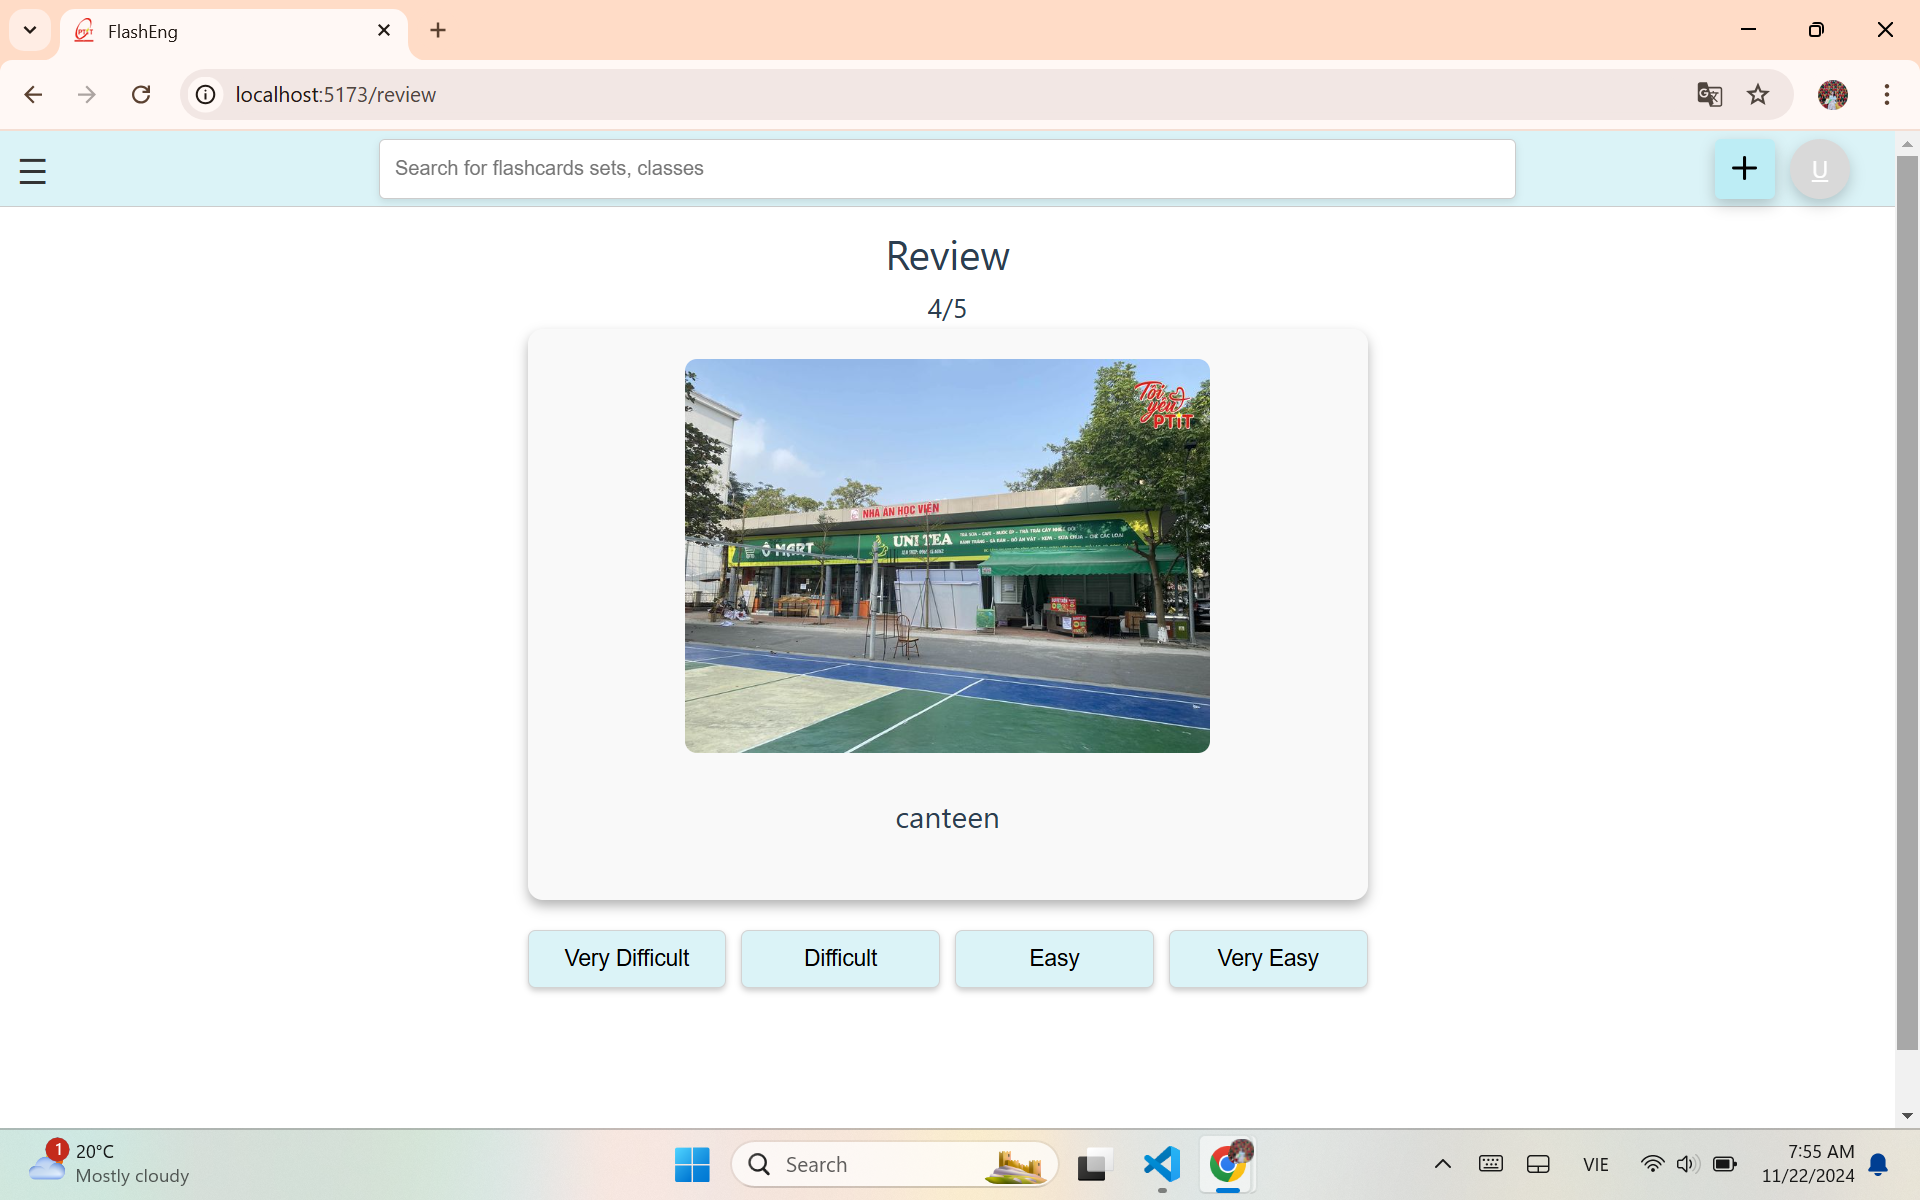 FlashEng
localhost:5173/review
Search for flashcards sets, classes
U
Review
4/5
Tôi yêu PTIT
NHÀ ĂN HỌC VIỆN
Ô MART
UNI TEA
canteen
Very Difficult
Difficult
Easy
Very Easy
1
20°C
Mostly cloudy
Search
VIE
7:55 AM
11/22/2024